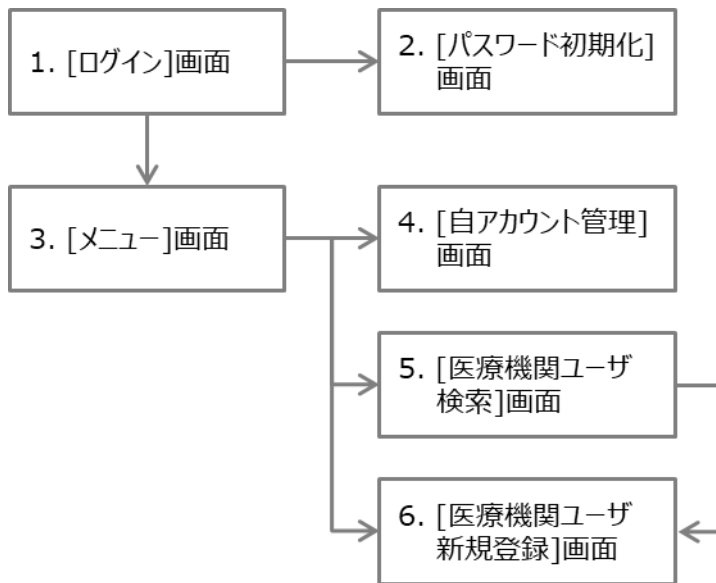 1. [ログイン]画面
2. [パスワード初期化]
画面
3. [メニュー]画面
4. [自アカウント管理]
画面
5. [医療機関ユーザ
検索]画面
6. [医療機関ユーザ
新規登録]画面